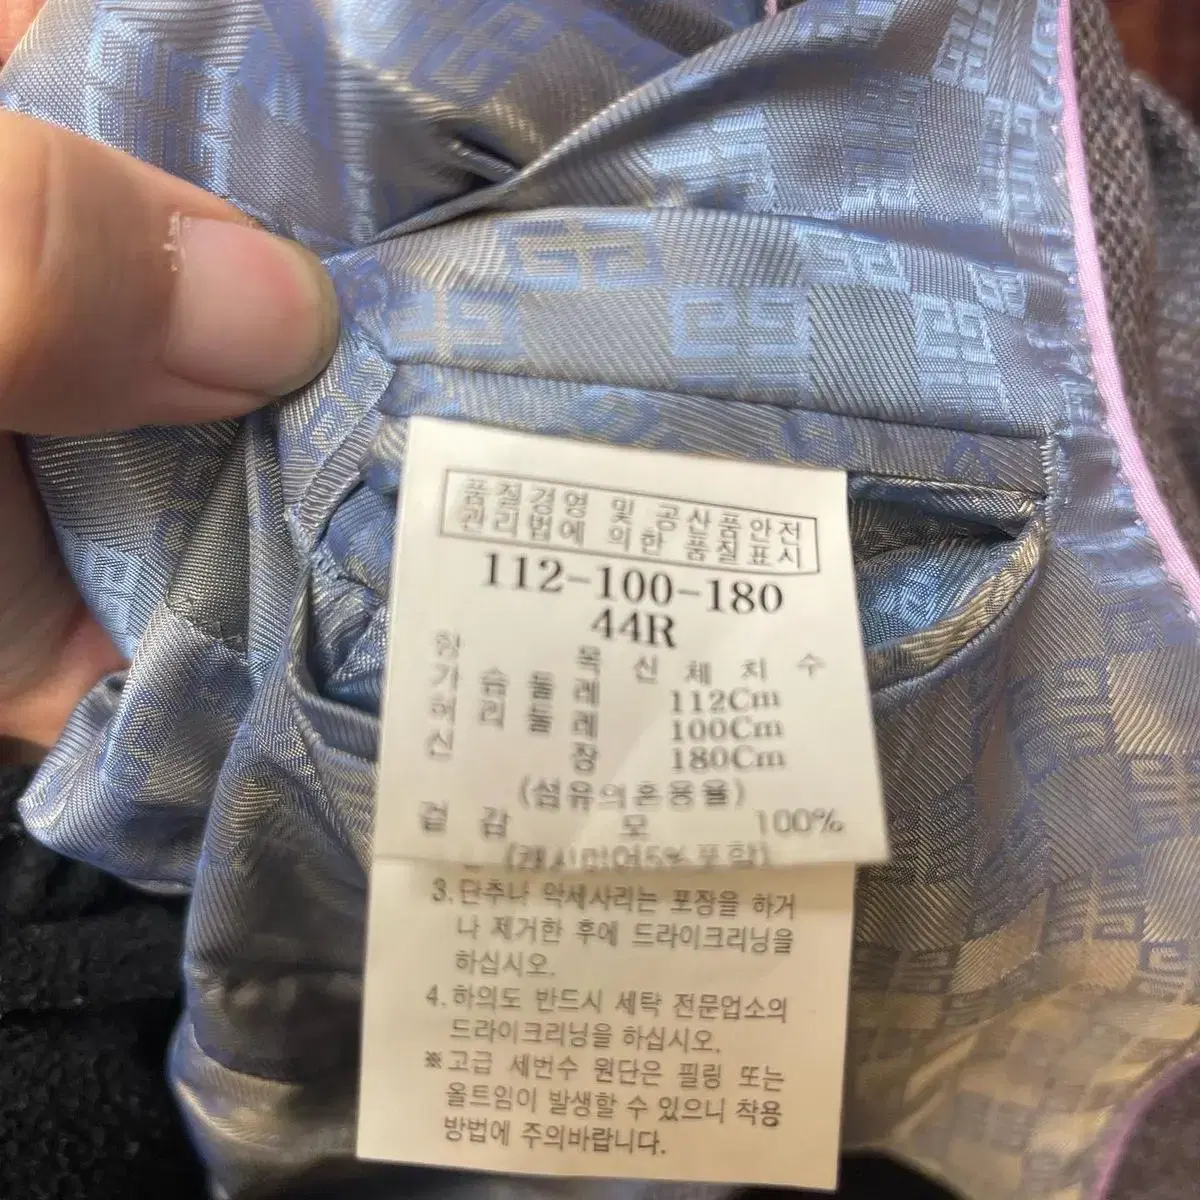 품질경영 및 공산품안전
관리법에 의한 품질표시
112-100-180
44R
항 목 신 체 치 수
가 슴 둘 레 112Cm
허 리 둘 레 100Cm
신 장 180Cm
(섬유의혼용율)
겉 감 모 100%
(캐시미어5%포함)
3.단추나 악세사리는 포장을 하거
나 제거한 후에 드라이크리닝을
하십시오.
4.하의도 반드시 세탁 전문업소의
드라이크리닝을 하십시오.
※고급 세번수 원단은 필링 또는
올트임이 발생할 수 있으니 착용
방법에 주의바랍니다.